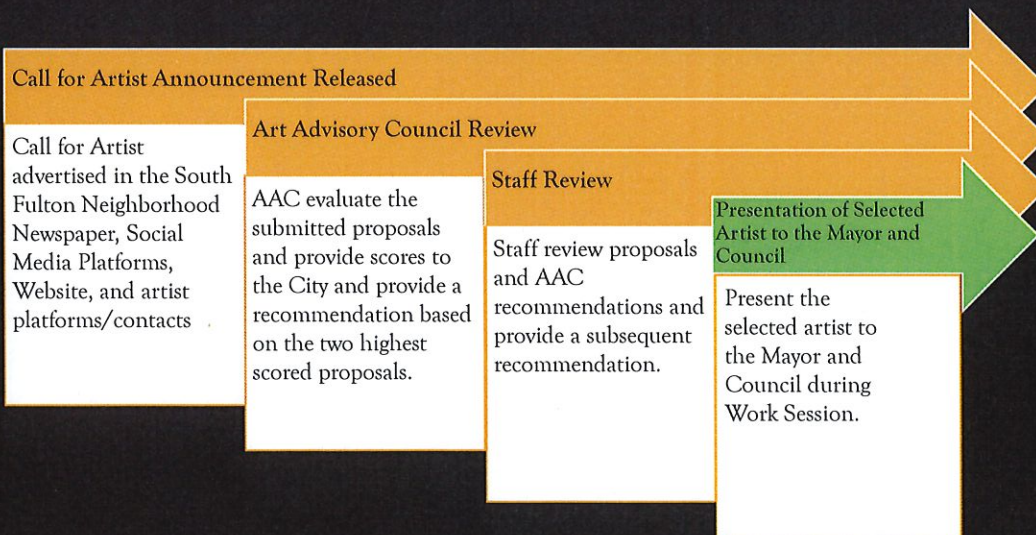 Call for Artist Announcement Released
Call for Artist
advertised in the South
Fulton Neighborhood
Newspaper, Social
Media Platforms,
Website, and artist
platforms/contacts
Art Advisory Council Review
AAC evaluate the
submitted proposals
and provide scores to
the City and provide a
recommendation based
on the two highest
scored proposals.
Staff Review
Staff review proposals
and AAC
recommendations and
provide a subsequent
recommendation.
Presentation of Selected
Artist to the Mayor and
Council
Present the
selected artist to
the Mayor and
Council during
Work Session.